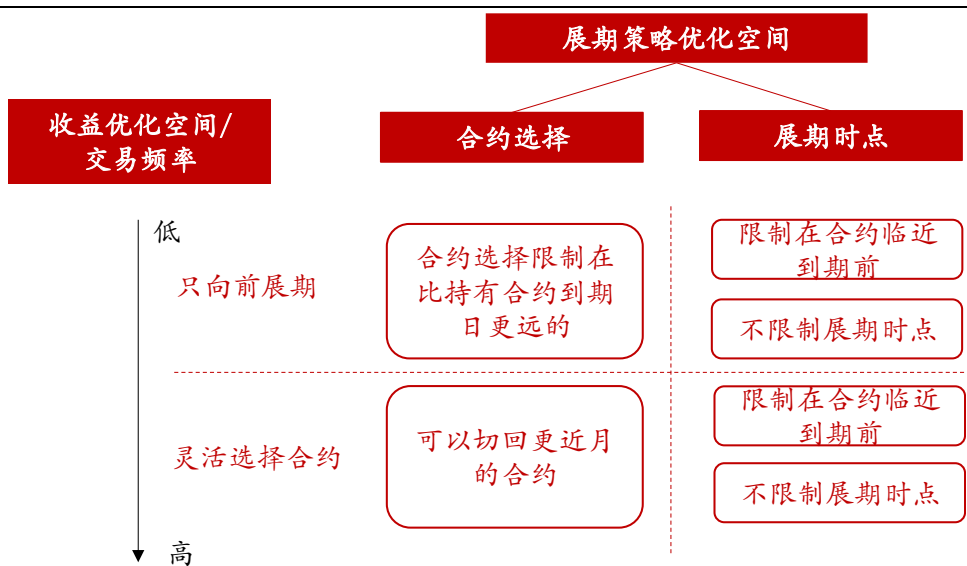 展期策略优化空间
收益优化空间/
交易频率
合约选择
展期时点
低
只向前展期
合约选择限制在
比持有合约到期
日更远的
限制在合约临近
到期前
不限制展期时点
灵活选择合约
可以切回更近月
的合约
限制在合约临近
到期前
不限制展期时点
高